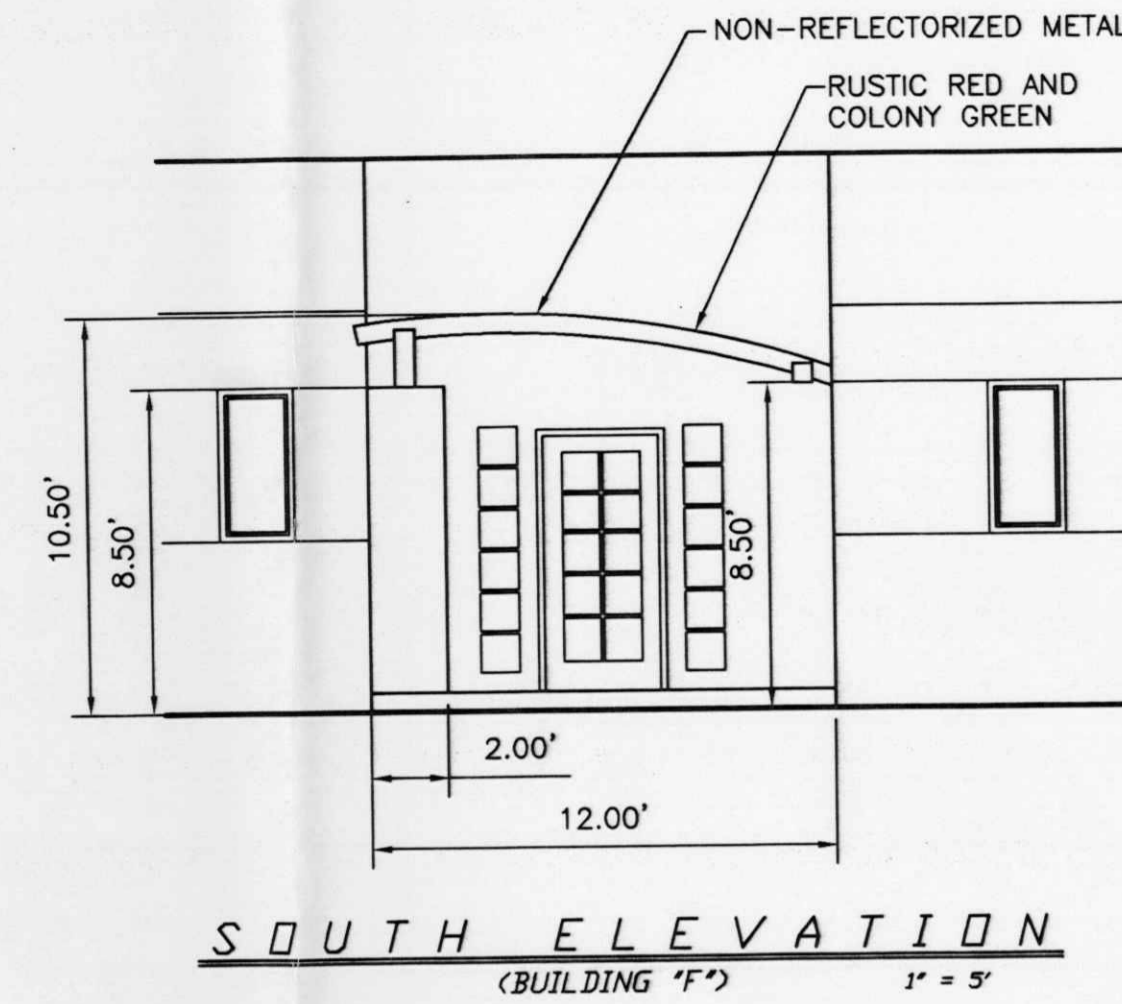 NON-REFLECTORIZED METAL
RUSTIC RED AND
COLONY GREEN
10.50'
8.50'
8.50'
2.00'
12.00'
SOUTH ELEVATION
(BUILDING "F") 1" = 5'